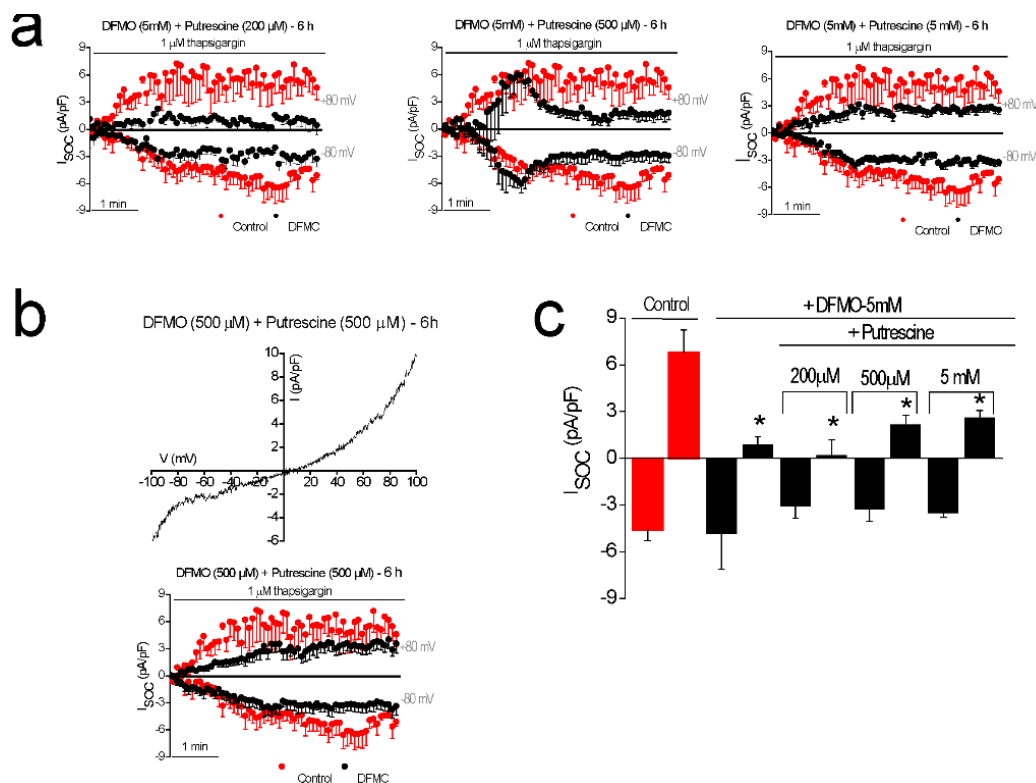 a
DFMO (5mM) + Putrescine (200 µM) - 6 h
1 µM thapsigargin
9
6
3
0
-3
-6
-9
I SOC (pA/pF)
+80 mV
-80 mV
1 min
Control
DFMC
DFMO (5mM) + Putrescine (500 µM) - 6 h
1 µM thapsigargin
9
6
3
0
-3
-6
-9
I SOC (pA/pF)
+80 mV
-80 mV
1 min
Control
DFMC
DFMO (5mM) + Putrescine (5 mM) - 6 h
1 µM thapsigargin
9
6
3
0
-3
-6
-9
I SOC (pA/pF)
+80 mV
-80 mV
1 min
Control
DFMO
b
DFMO (500 µM) + Putrescine (500 µM) - 6h
10
8
6
4
2
I (pA/pF)
V (mV)
-100 -80 -60 -40 -20 0 20 40 60 80 100
-2
-4
-6
DFMO (500 µM) + Putrescine (500 µM) - 6 h
1 µM thapsigargin
9
6
3
0
-3
-6
-9
I SOC (pA/pF)
+80 mV
-80 mV
1 min
Control
DFMC
c
Control
+DFMO-5mM
+Putrescine
200µM
500µM
5 mM
* * * *
9
6
3
0
-3
-6
-9
I SOC (pA/pF)